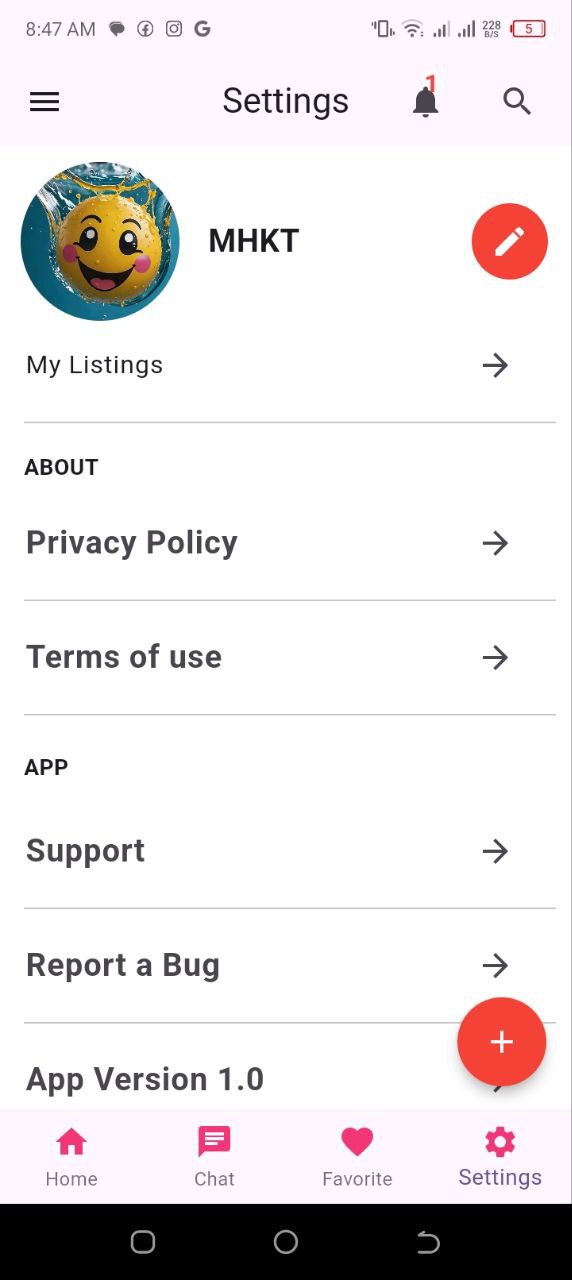 8:47 AM 228 B/S 5
Settings 1
MHKT
My Listings
ABOUT
Privacy Policy
Terms of use
APP
Support
Report a Bug
App Version 1.0
Home Chat Favorite Settings